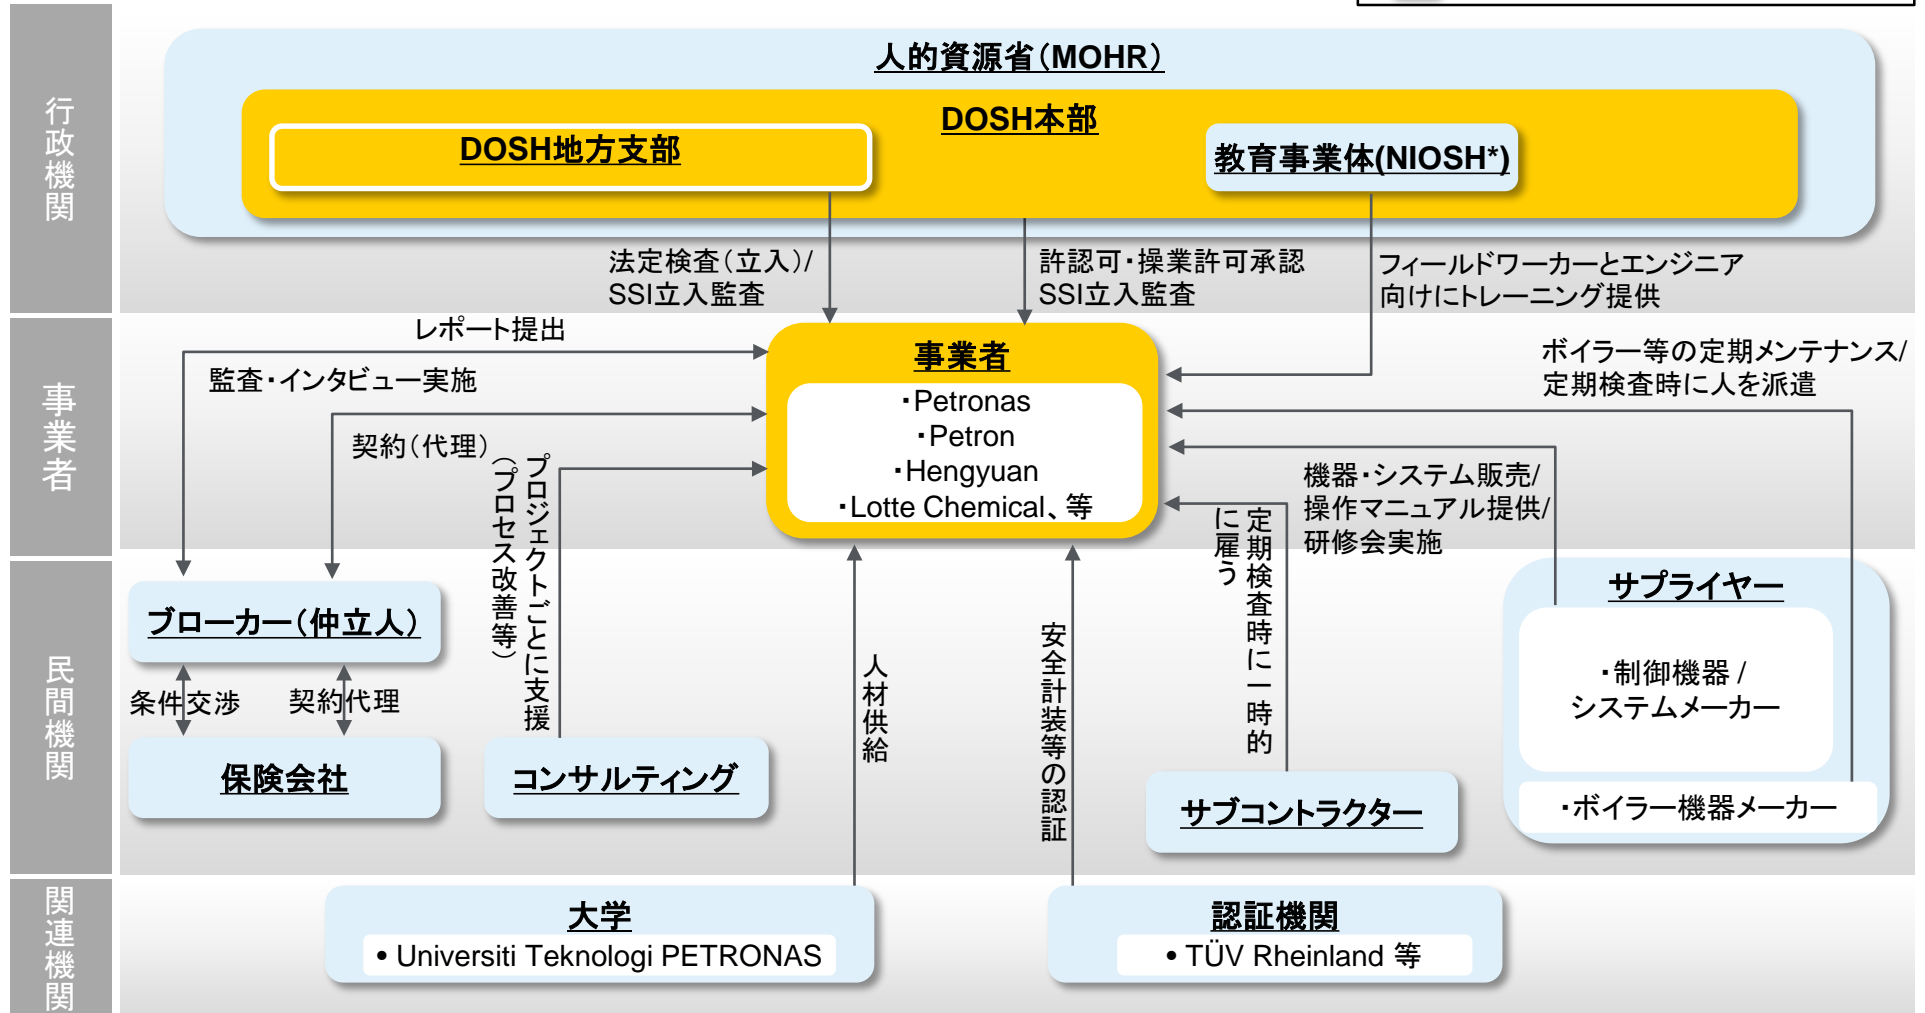 行政機関
人的資源省（MOHR）
DOSH本部
DOSH地方支部
教育事業体(NIOSH*)
法定検査（立入）/
SSI立入監査
許認可・操業許可承認
SSI立入監査
フィールドワーカーとエンジニア
向けにトレーニング提供
事業者
レポート提出
監査・インタビュー実施
契約（代理）
プロジェクトごとに支援
（プロセス改善等）
事業者
・Petronas
・Petron
・Hengyuan
・Lotte Chemical、等
ボイラー等の定期メンテナンス/
定期検査時に人を派遣
機器・システム販売/
操作マニュアル提供/
研修会実施
定期検査時に一時的
に雇う
民間機関
ブローカー（仲立人）
条件交渉
契約代理
保険会社
コンサルティング
人材供給
安全計装等の認証
サブコントラクター
サプライヤー
・制御機器 /
システムメーカー
・ボイラー機器メーカー
関連機関
大学
• Universiti Teknologi PETRONAS
認証機関
• TÜV Rheinland 等